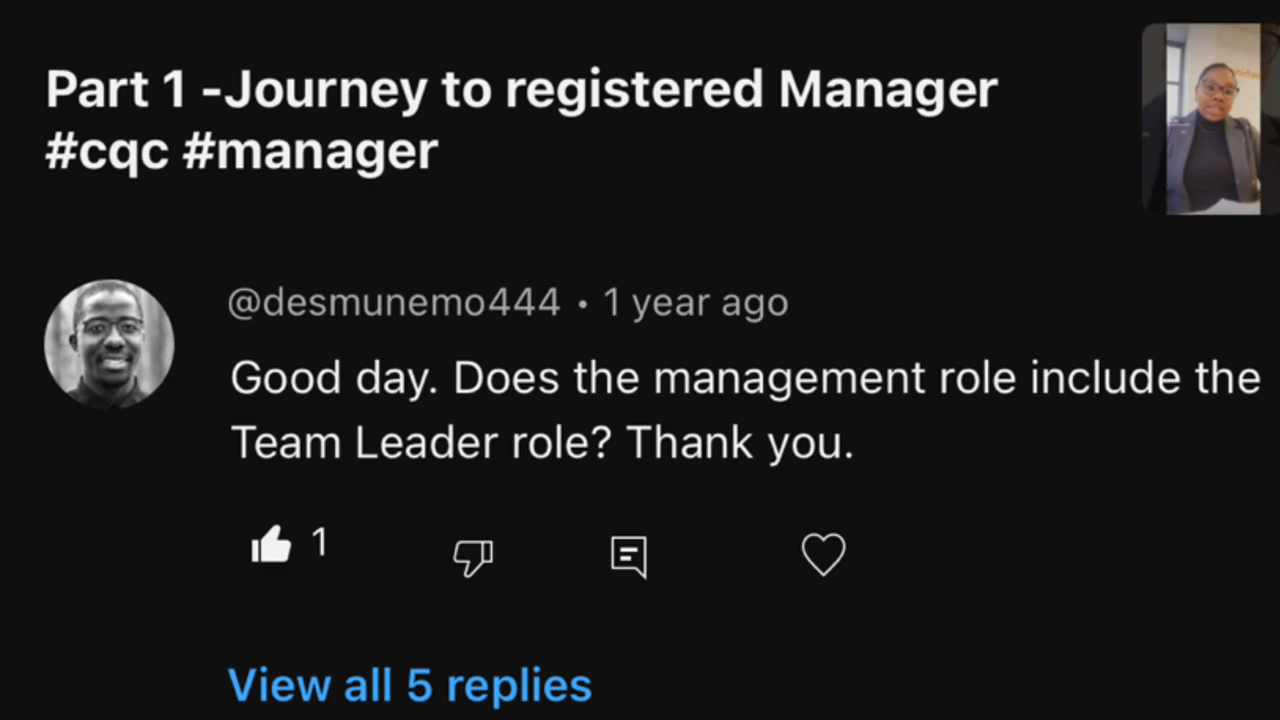 Part 1 -Journey to registered Manager
#cqc #manager
@desmunemo444 • 1 year ago
Good day. Does the management role include the
Team Leader role? Thank you.
1
View all 5 replies